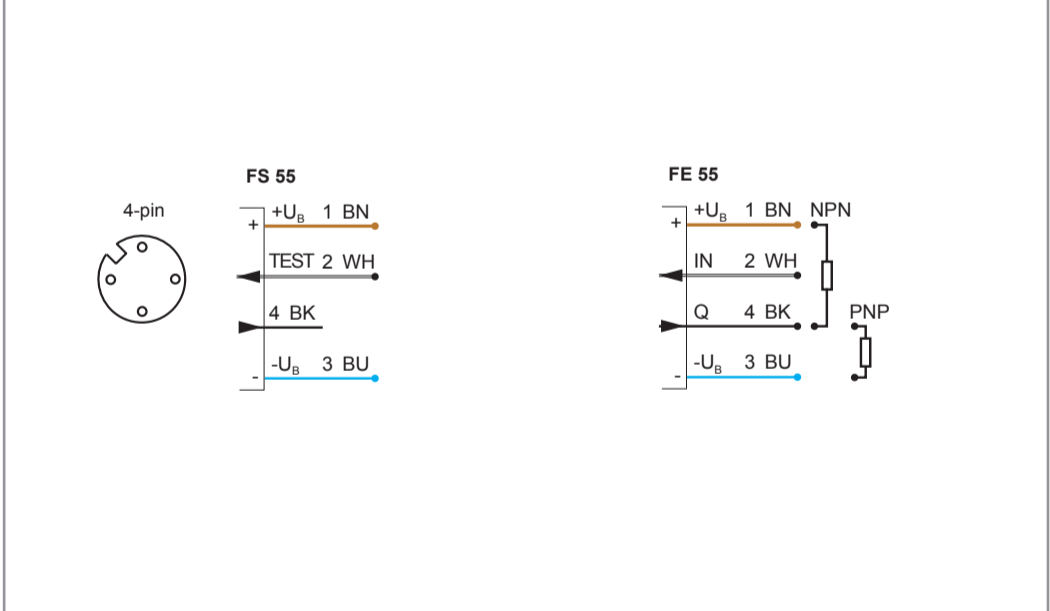 4-pin
FS 55
+ +UB 1 BN
TEST 2 WH
4 BK
- -UB 3 BU
FE 55
+ +UB 1 BN NPN
IN 2 WH
Q 4 BK PNP
- -UB 3 BU